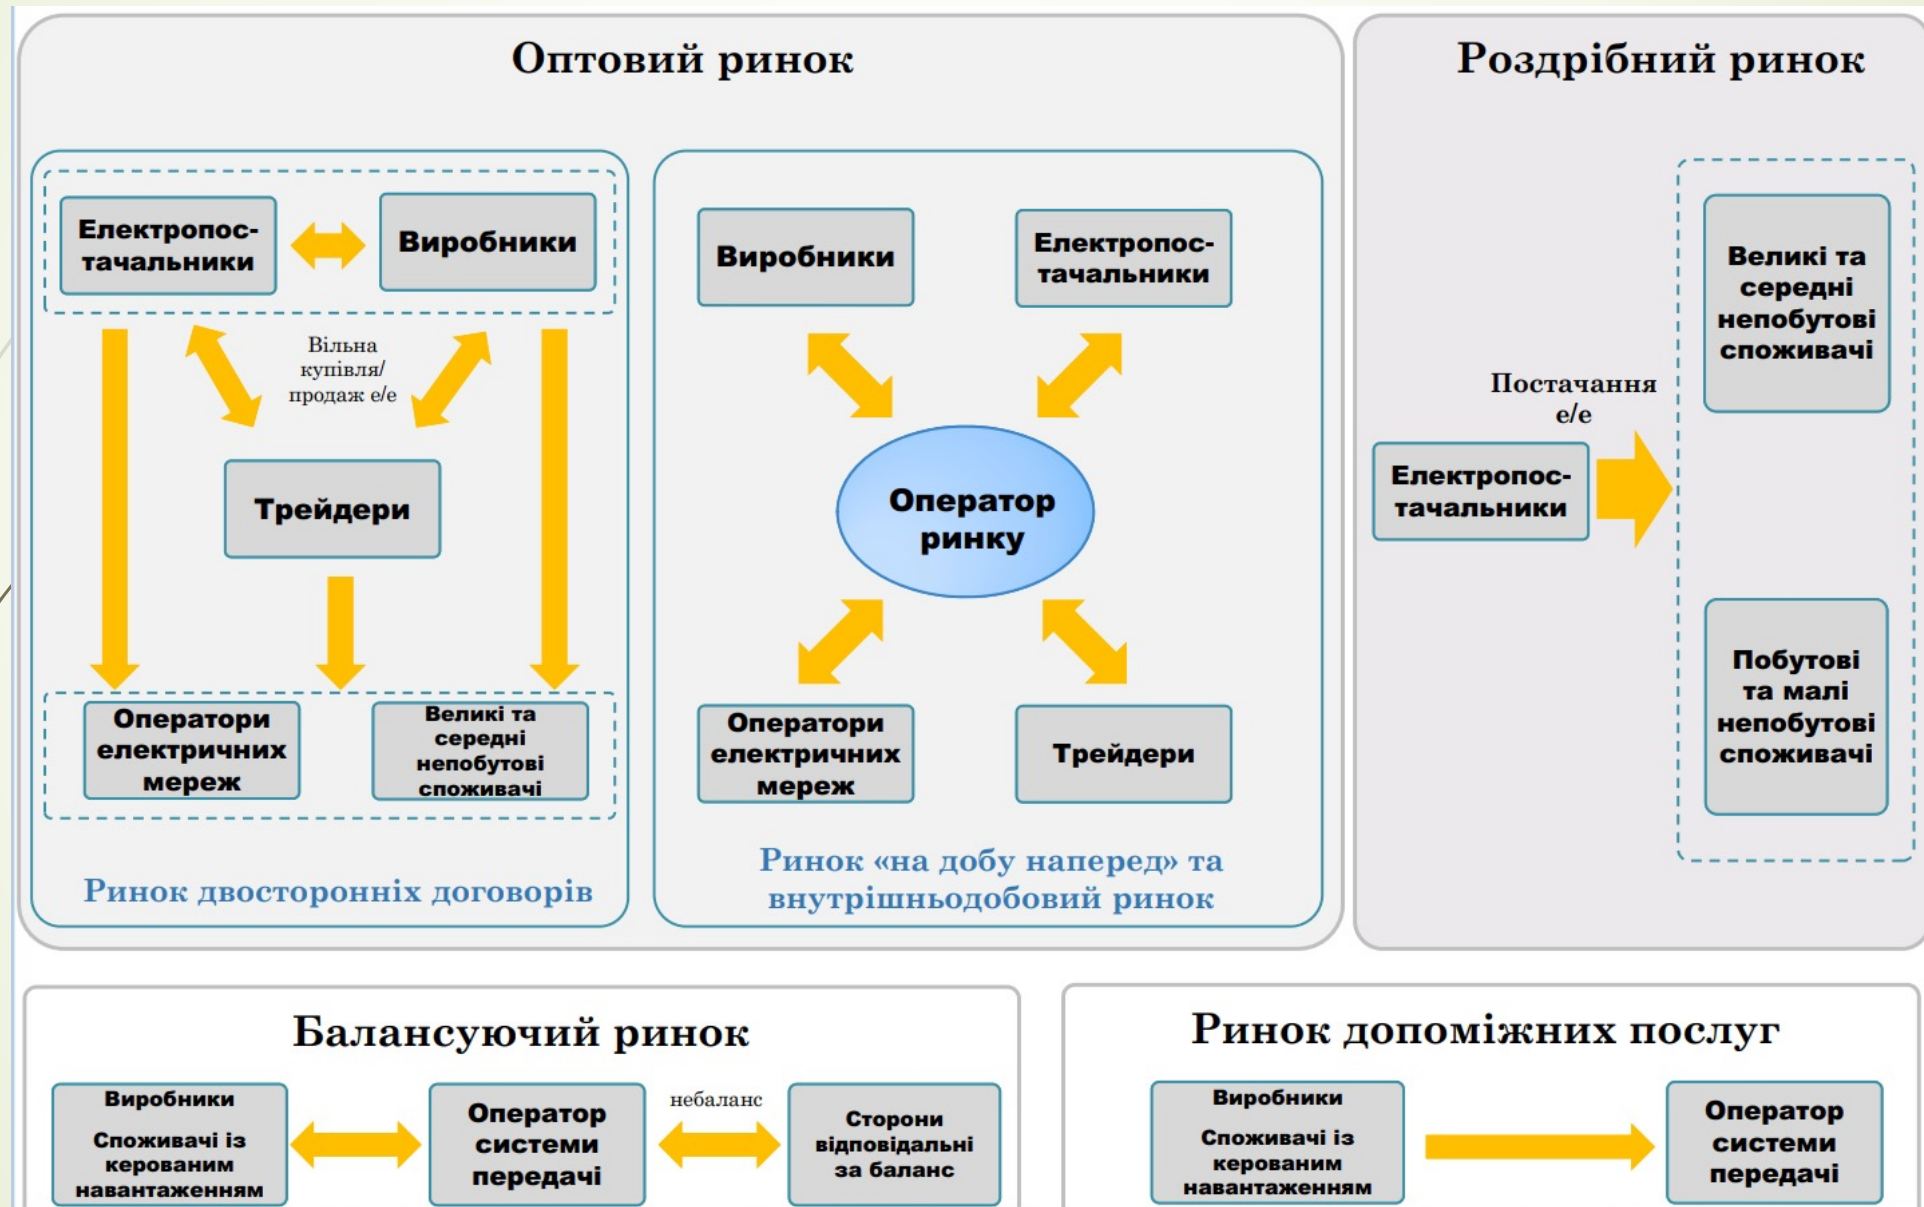 Оптовий ринок
Електропос-
тачальники
Виробники
Вільна
купівля/
продаж е/е
Трейдери
Оператори
електричних
мереж
Великі та
середні
непобутові
споживачі
Ринок двосторонніх договорів
Виробники
Електропос-
тачальники
Оператор
ринку
Оператори
електричних
мереж
Трейдери
Ринок «на добу наперед» та
внутрішньодобовий ринок
Роздрібний ринок
Електропос-
тачальники
Постачання
е/е
Великі та
середні
непобутові
споживачі
Побутові
та малі
непобутові
споживачі
Балансуючий ринок
Виробники
Споживачі із
керованим
навантаженням
Оператор
системи
передачі
небаланс
Сторони
відповідальні
за баланс
Ринок допоміжних послуг
Виробники
Споживачі із
керованим
навантаженням
Оператор
системи
передачі